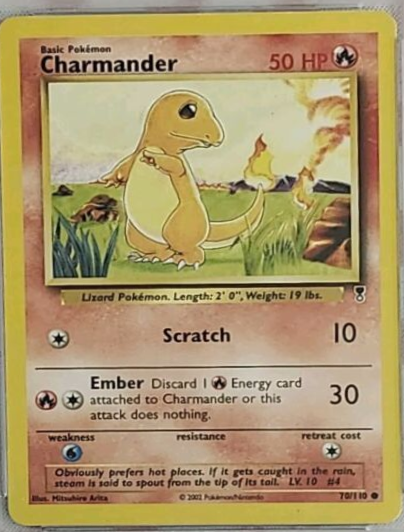 Basic Pokémon
Charmander 50 HP
Lizard Pokémon. Length: 2' 0", Weight: 19 lbs.
Scratch 10
Ember Discard 1 Energy card
attached to Charmander or this
attack does nothing.
30
weakness resistance retreat cost
Obviously prefers hot places. If it gets caught in the rain,
steam is said to spout from the tip of its tail. LV. 10 #4
Illus. Mitsuhiro Arita © 2002 Pokémon/Nintendo 70/110